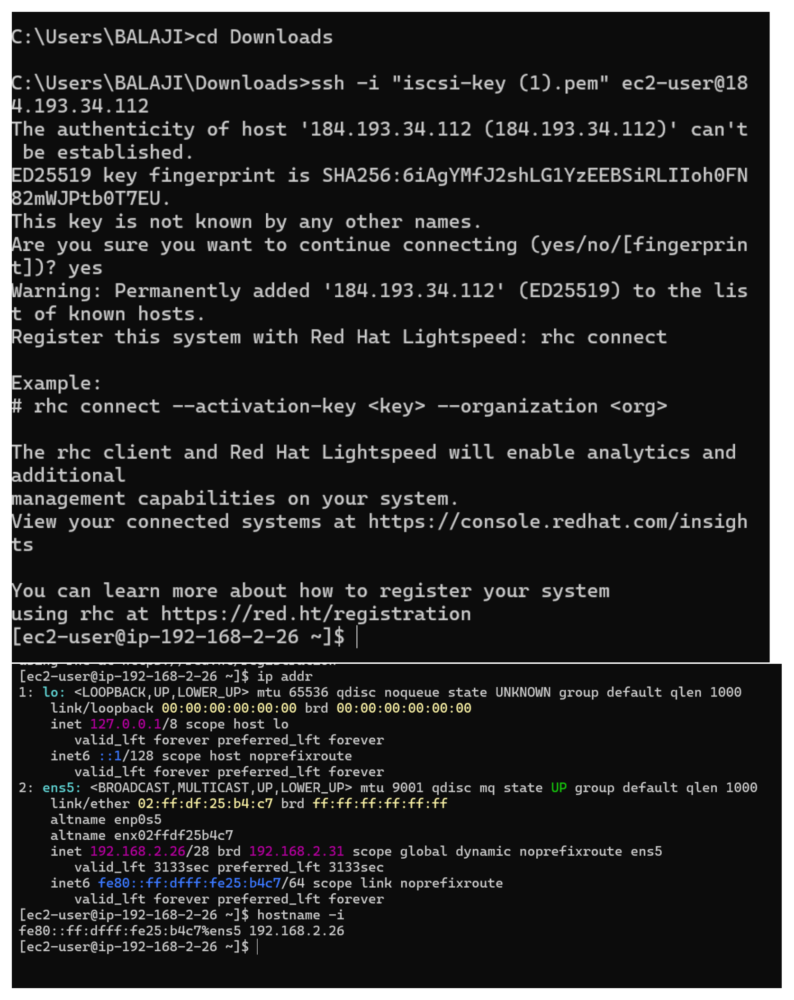 C:\Users\BALAJI>cd Downloads
C:\Users\BALAJI\Downloads>ssh -i "iscsi-key (1).pem" ec2-user@18
4.193.34.112
The authenticity of host '184.193.34.112 (184.193.34.112)' can't
 be established.
ED25519 key fingerprint is SHA256:6iAgYMfJ2shLG1YzEEBSiRLIIoh0FN
82mWJPtb0T7EU.
This key is not known by any other names.
Are you sure you want to continue connecting (yes/no/[fingerprin
t])? yes
Warning: Permanently added '184.193.34.112' (ED25519) to the lis
t of known hosts.
Register this system with Red Hat Lightspeed: rhc connect
Example:
# rhc connect --activation-key <key> --organization <org>
The rhc client and Red Hat Lightspeed will enable analytics and
additional
management capabilities on your system.
View your connected systems at https://console.redhat.com/insigh
ts
You can learn more about how to register your system
using rhc at https://red.ht/registration
[ec2-user@ip-192-168-2-26 ~]$
using rhc at https://red.ht/registration
[ec2-user@ip-192-168-2-26 ~]$ ip addr
1: lo: <LOOPBACK,UP,LOWER_UP> mtu 65536 qdisc noqueue state UNKNOWN group default qlen 1000
    link/loopback 00:00:00:00:00:00 brd 00:00:00:00:00:00
    inet 127.0.0.1/8 scope host lo
       valid_lft forever preferred_lft forever
    inet6 ::1/128 scope host noprefixroute
       valid_lft forever preferred_lft forever
2: ens5: <BROADCAST,MULTICAST,UP,LOWER_UP> mtu 9001 qdisc mq state UP group default qlen 1000
    link/ether 02:ff:df:25:b4:c7 brd ff:ff:ff:ff:ff:ff
    altname enp0s5
    altname enx02ffdf25b4c7
    inet 192.168.2.26/28 brd 192.168.2.31 scope global dynamic noprefixroute ens5
       valid_lft 3133sec preferred_lft 3133sec
    inet6 fe80::ff:dfff:fe25:b4c7/64 scope link noprefixroute
       valid_lft forever preferred_lft forever
[ec2-user@ip-192-168-2-26 ~]$ hostname -i
fe80::ff:dfff:fe25:b4c7%ens5 192.168.2.26
[ec2-user@ip-192-168-2-26 ~]$